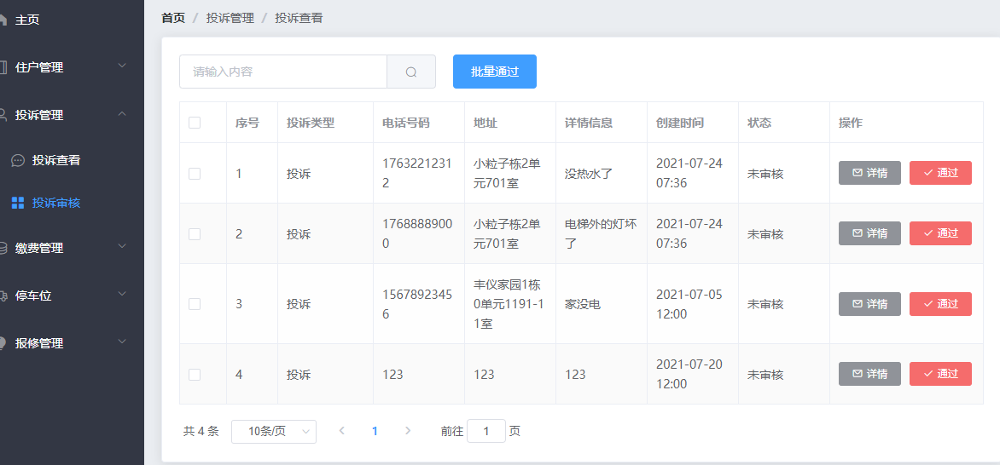 主页
住户管理
投诉管理
投诉查看
投诉审核
缴费管理
停车位
报修管理
首页 / 投诉管理 / 投诉查看
请输入内容
批量通过
序号 投诉类型 电话号码 地址 详情信息 创建时间 状态 操作
1 投诉 1763221231
2 小粒子栋2单
元701室 没热水了 2021-07-24
07:36 未审核 详情 通过
2 投诉 1768888900
0 小粒子栋2单
元701室 电梯外的灯坏
了 2021-07-24
07:36 未审核 详情 通过
3 投诉 1567892345
6 丰仪家园1栋
0单元1191-1
1室 家没电 2021-07-05
12:00 未审核 详情 通过
4 投诉 123 123 123 2021-07-20
12:00 未审核 详情 通过
共 4 条 10条/页 1 前往 1 页